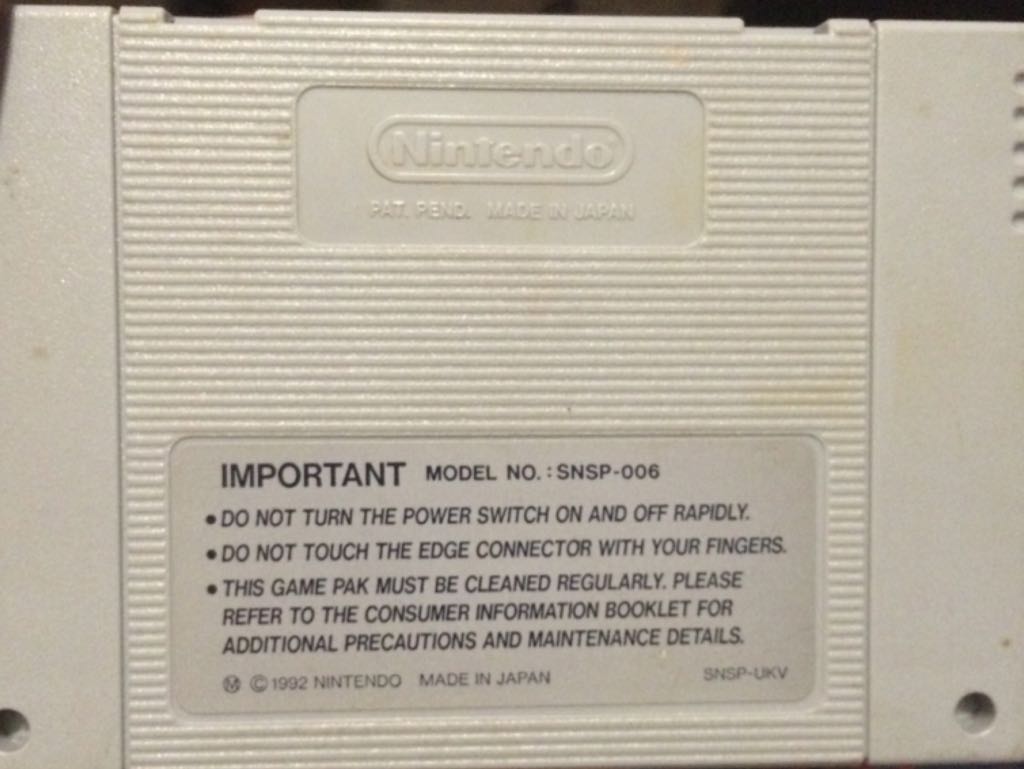 Nintendo
PAT. PEND. MADE IN JAPAN
IMPORTANT MODEL NO.: SNSP-006
• DO NOT TURN THE POWER SWITCH ON AND OFF RAPIDLY.
• DO NOT TOUCH THE EDGE CONNECTOR WITH YOUR FINGERS.
• THIS GAME PAK MUST BE CLEANED REGULARLY. PLEASE
REFER TO THE CONSUMER INFORMATION BOOKLET FOR
ADDITIONAL PRECAUTIONS AND MAINTENANCE DETAILS.
Ⓜ © 1992 NINTENDO MADE IN JAPAN SNSP-UKV